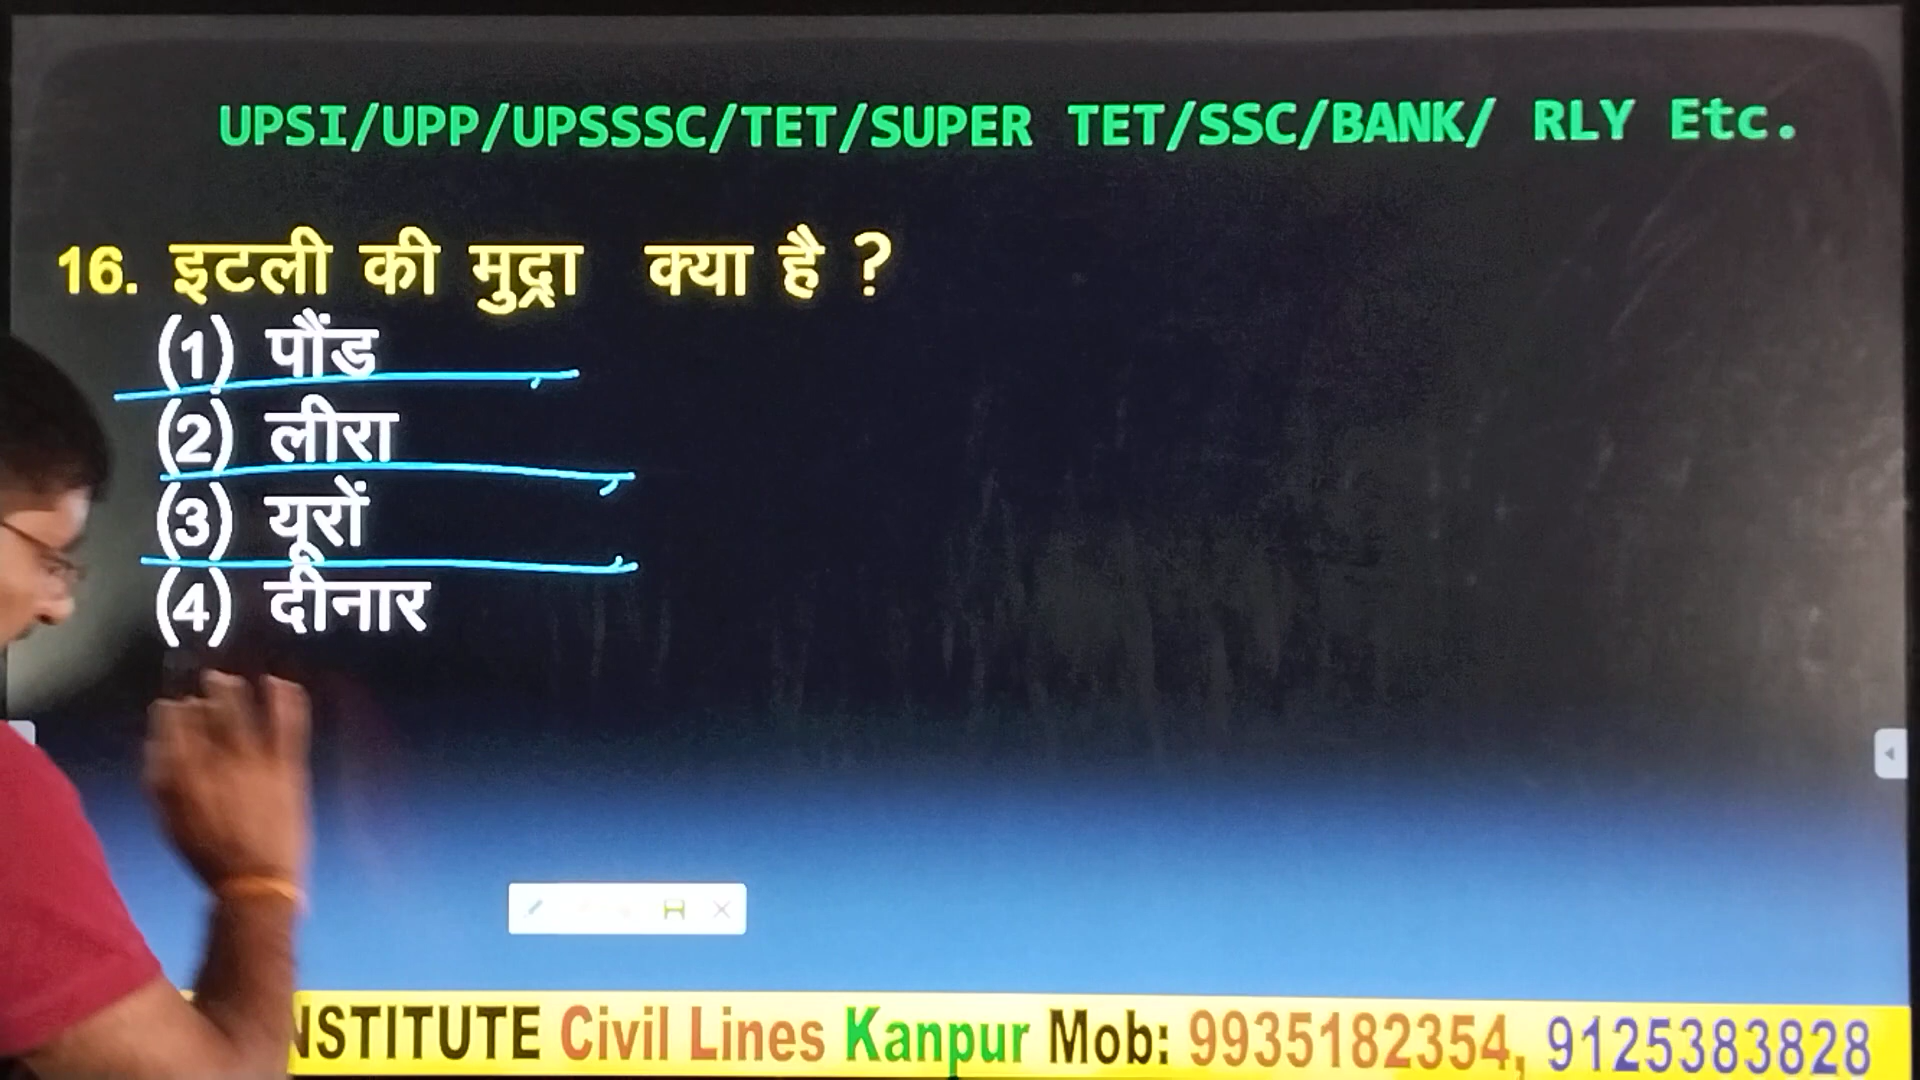 UPSI/UPP/UPSSSC/TET/SUPER TET/SSC/BANK/ RLY Etc.
16. इटली की मुद्रा क्या है ?
(1) पौंड
(2) लीरा
(3) यूरों
(4) दीनार
NSTITUTE Civil Lines Kanpur Mob: 9935182354, 9125383828